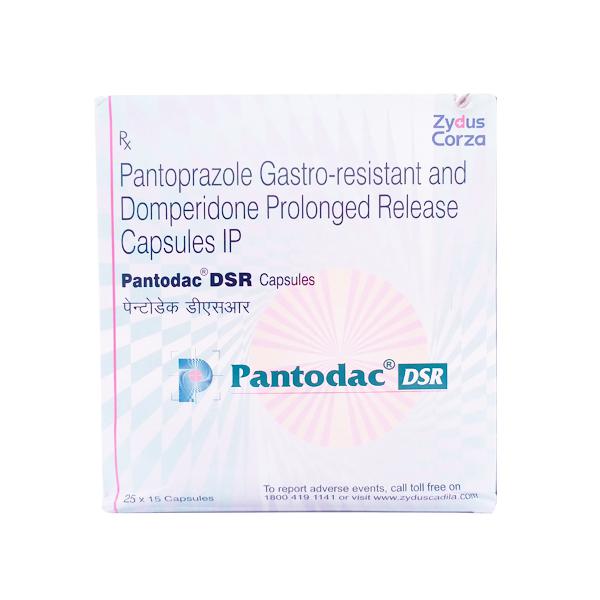 Zydus
Corza
Rx
Pantoprazole Gastro-resistant and
Domperidone Prolonged Release
Capsules IP
Pantodac® DSR Capsules
पेन्टोडेक डीएसआर
Pantodac® DSR
25 x 15 Capsules
To report adverse events, call toll free on
1800 419 1141 or visit www.zyduscadila.com